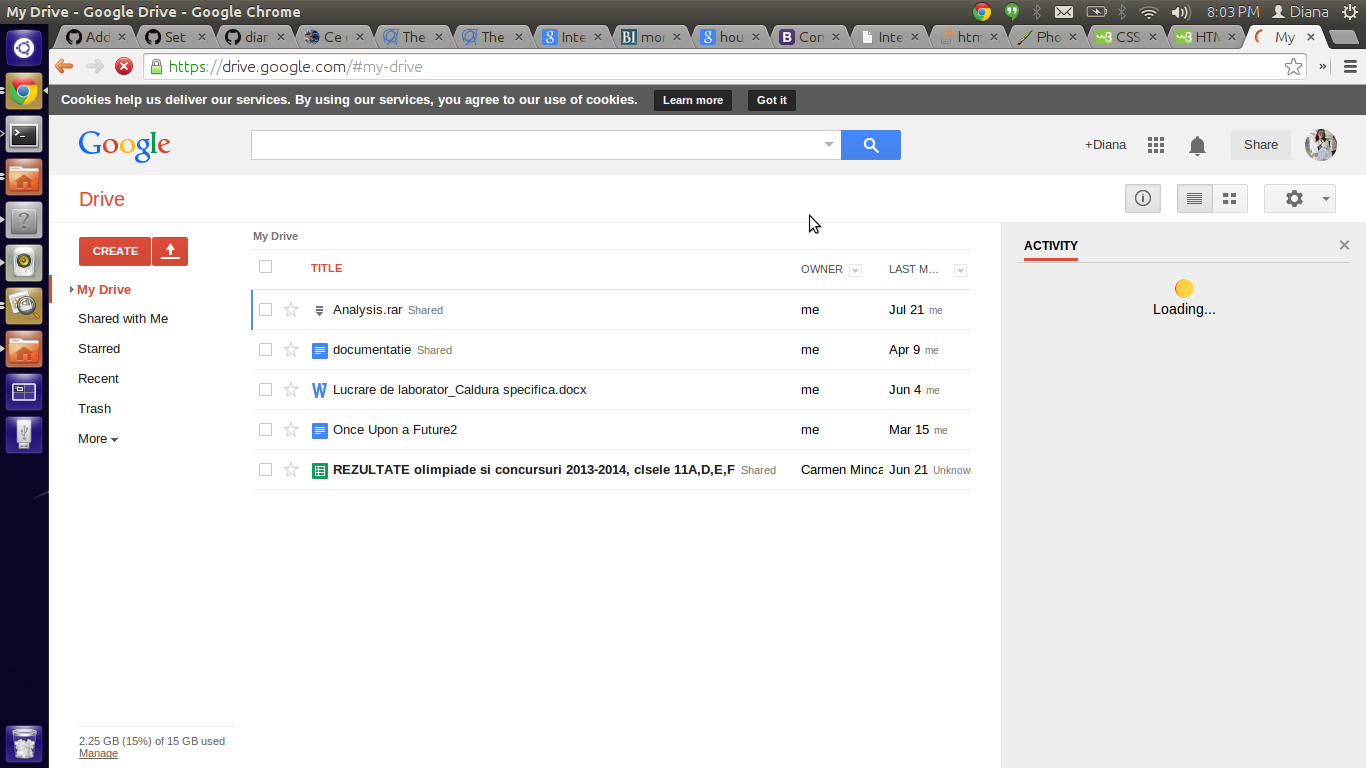 My Drive - Google Drive - Google Chrome
8:03 PM Diana
Add
Set
diar
Ce
The
The
Inte
BI
hou
B Con
Inte
htm
Pho
w3 CSS
w3 HTM
My
https://drive.google.com/#my-drive
»
Cookies help us deliver our services. By using our services, you agree to our use of cookies. Learn more Got it
Google
+Diana
Share
Drive
CREATE
My Drive
Shared with Me
Starred
Recent
Trash
More
2.25 GB (15%) of 15 GB used
Manage
My Drive
TITLE OWNER LAST M...
Analysis.rar Shared me Jul 21 me
documentatie Shared me Apr 9 me
Lucrare de laborator_Caldura specifica.docx me Jun 4 me
Once Upon a Future2 me Mar 15 me
REZULTATE olimpiade si concursuri 2013-2014, clsele 11A,D,E,F Shared Carmen Minca Jun 21 Unknow
ACTIVITY
Loading...